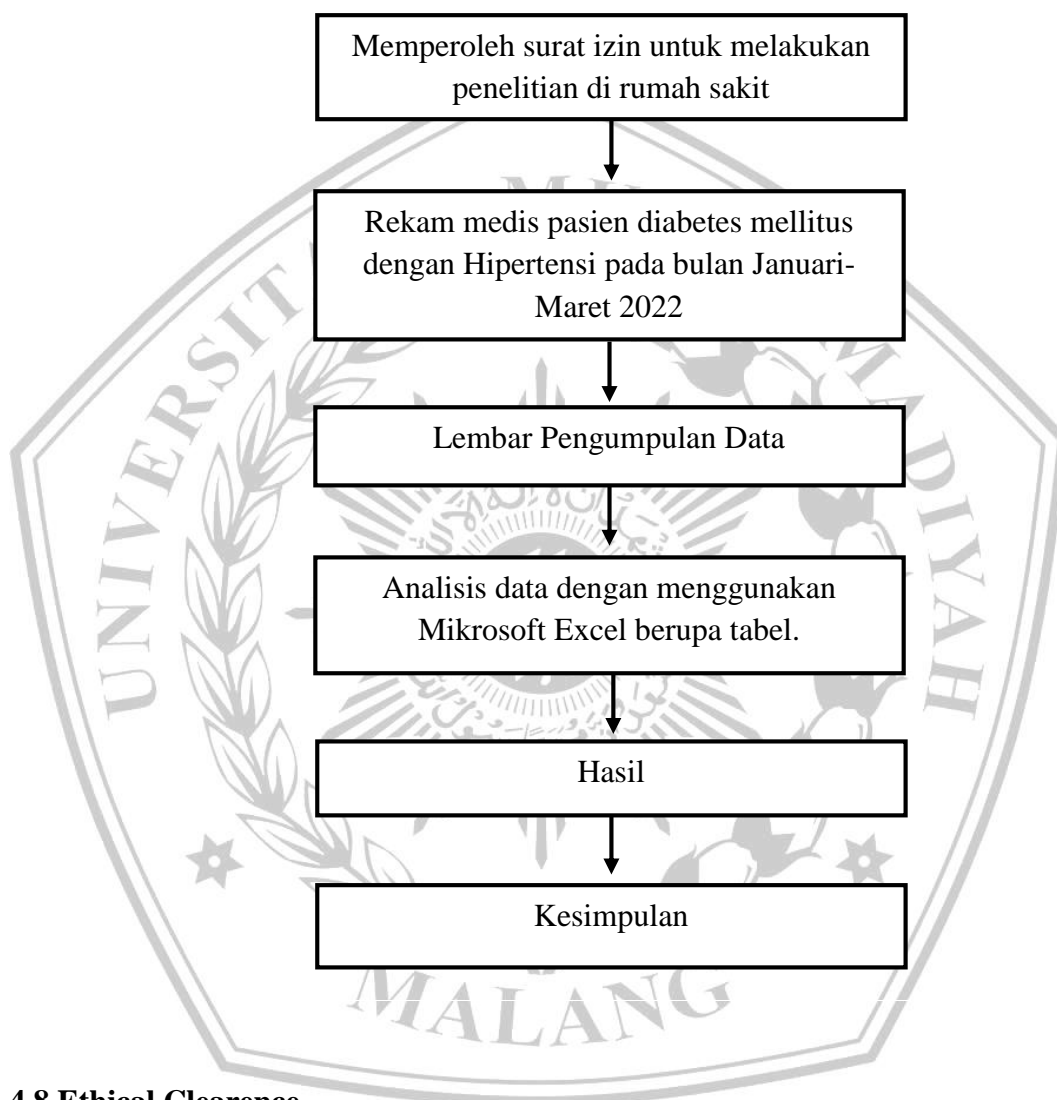 Memperoleh surat izin untuk melakukan
penelitian di rumah sakit
Rekam medis pasien diabetes mellitus
dengan Hipertensi pada bulan Januari-
Maret 2022
Lembar Pengumpulan Data
Analisis data dengan menggunakan
Mikrosoft Excel berupa tabel.
Hasil
Kesimpulan
MALANG
4.8 Ethical Clearence